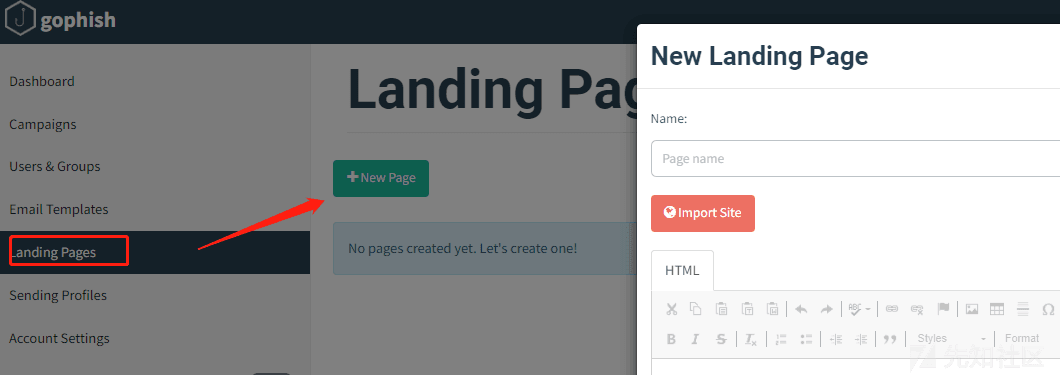 gophish
Dashboard
Campaigns
Users & Groups
Email Templates
Landing Pages
Sending Profiles
Account Settings
Landing Pag
New Page
No pages created yet. Let's create one!
New Landing Page
Name:
Page name
Import Site
HTML
ABC
B I S Ix Styles Format
先知社区